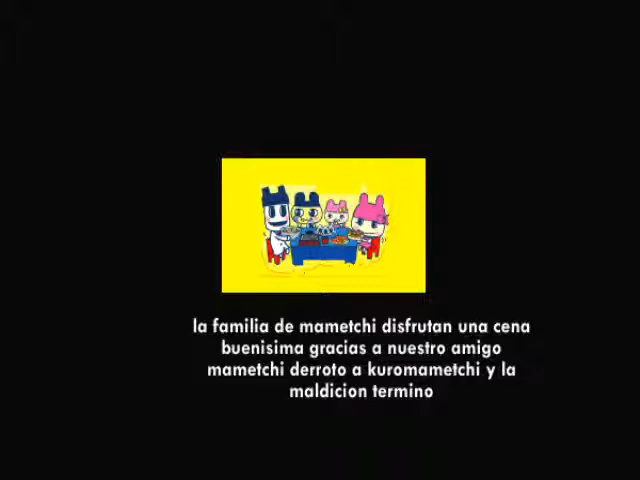 la familia de mametchi disfrutan una cena
buenisima gracias a nuestro amigo
mametchi derroto a kuromametchi y la
maldicion termino